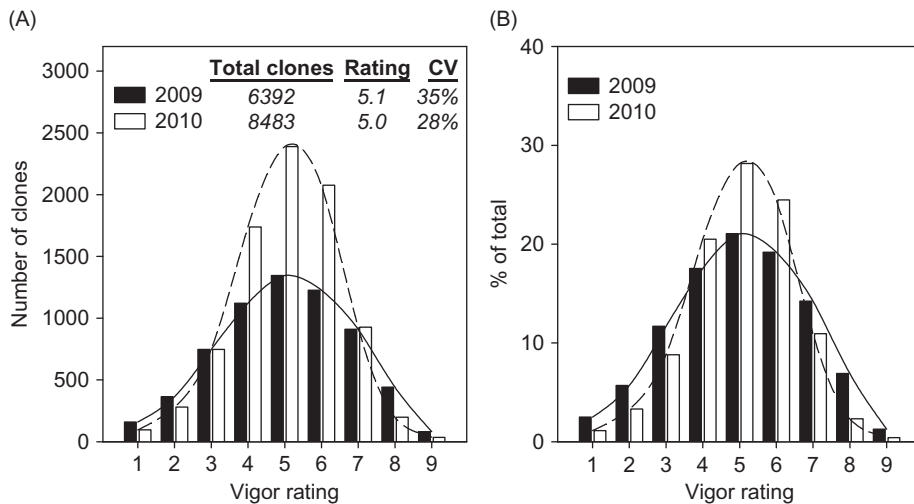 (A)
Number of clones
3000
2500
2000
1500
1000
500
0
Total clones Rating CV
2009 6392 5.1 35%
2010 8483 5.0 28%
1 2 3 4 5 6 7 8 9
Vigor rating
(B)
% of total
40
30
20
10
0
2009
2010
1 2 3 4 5 6 7 8 9
Vigor rating